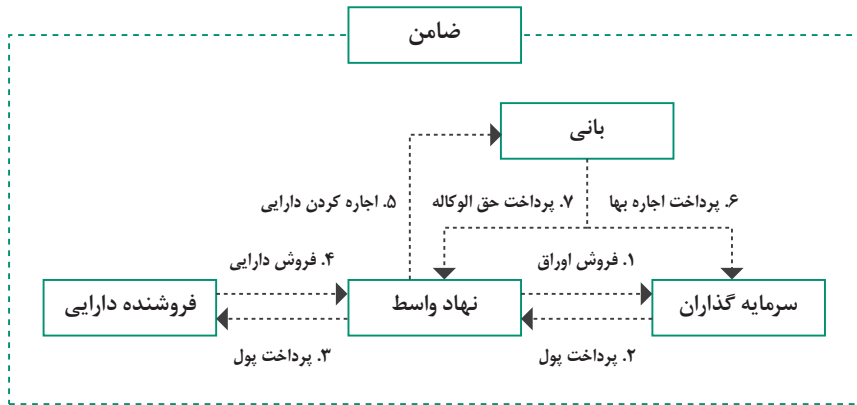 ضامن
بانی
۶. پرداخت اجاره بها
۷. پرداخت حق الوکاله
۵. اجاره کردن دارایی
۱. فروش اوراق
۴. فروش دارایی
سرمایه گذاران
نهاد واسط
فروشنده دارایی
۲. پرداخت پول
۳. پرداخت پول